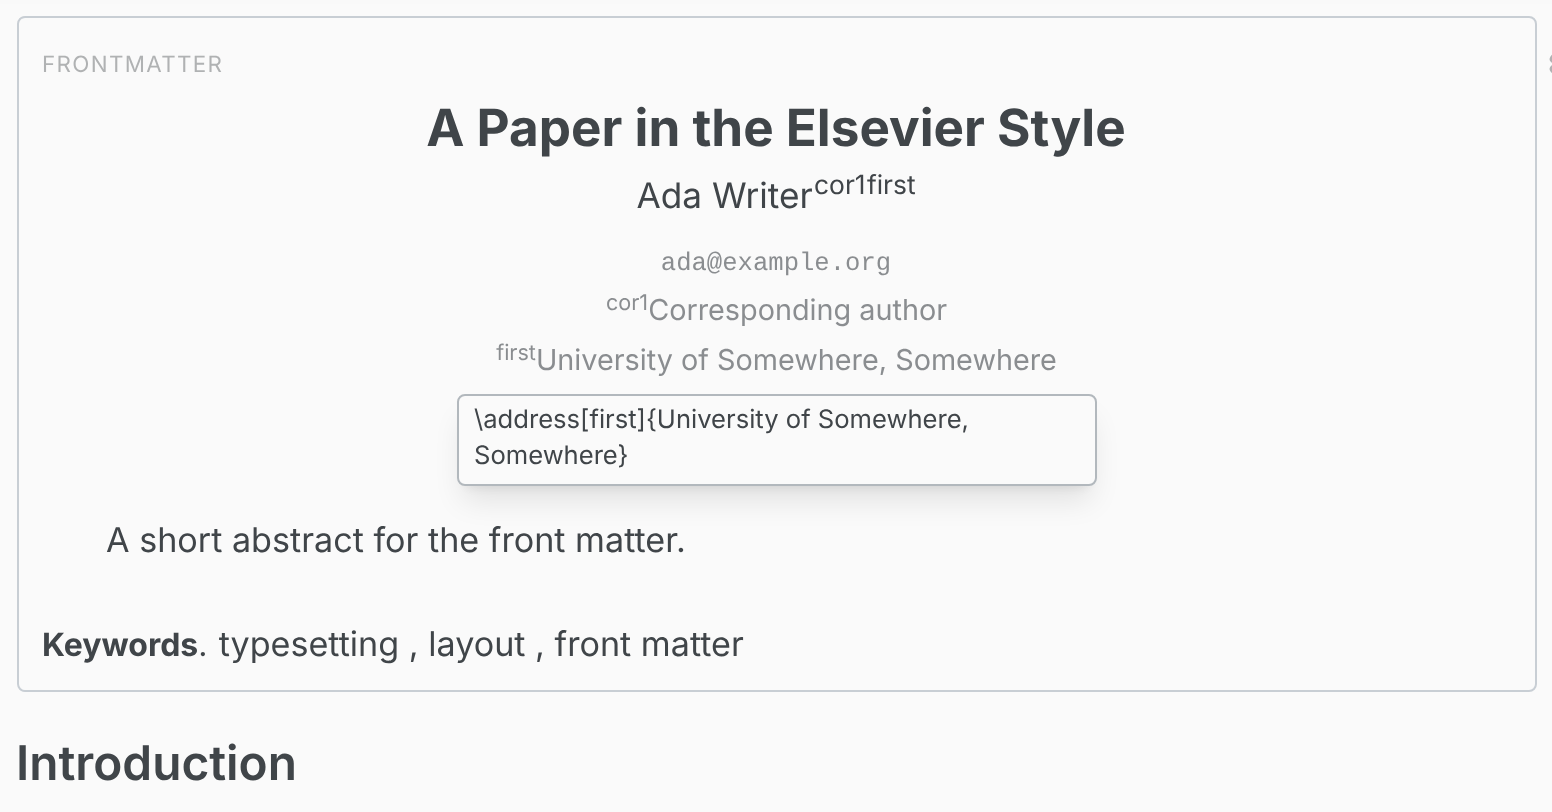 FRONTMATTER
A Paper in the Elsevier Style
Ada Writercor1first
ada@example.org
cor1Corresponding author
firstUniversity of Somewhere, Somewhere
\address[first]{University of Somewhere,
Somewhere}
A short abstract for the front matter.
Keywords. typesetting , layout , front matter
Introduction